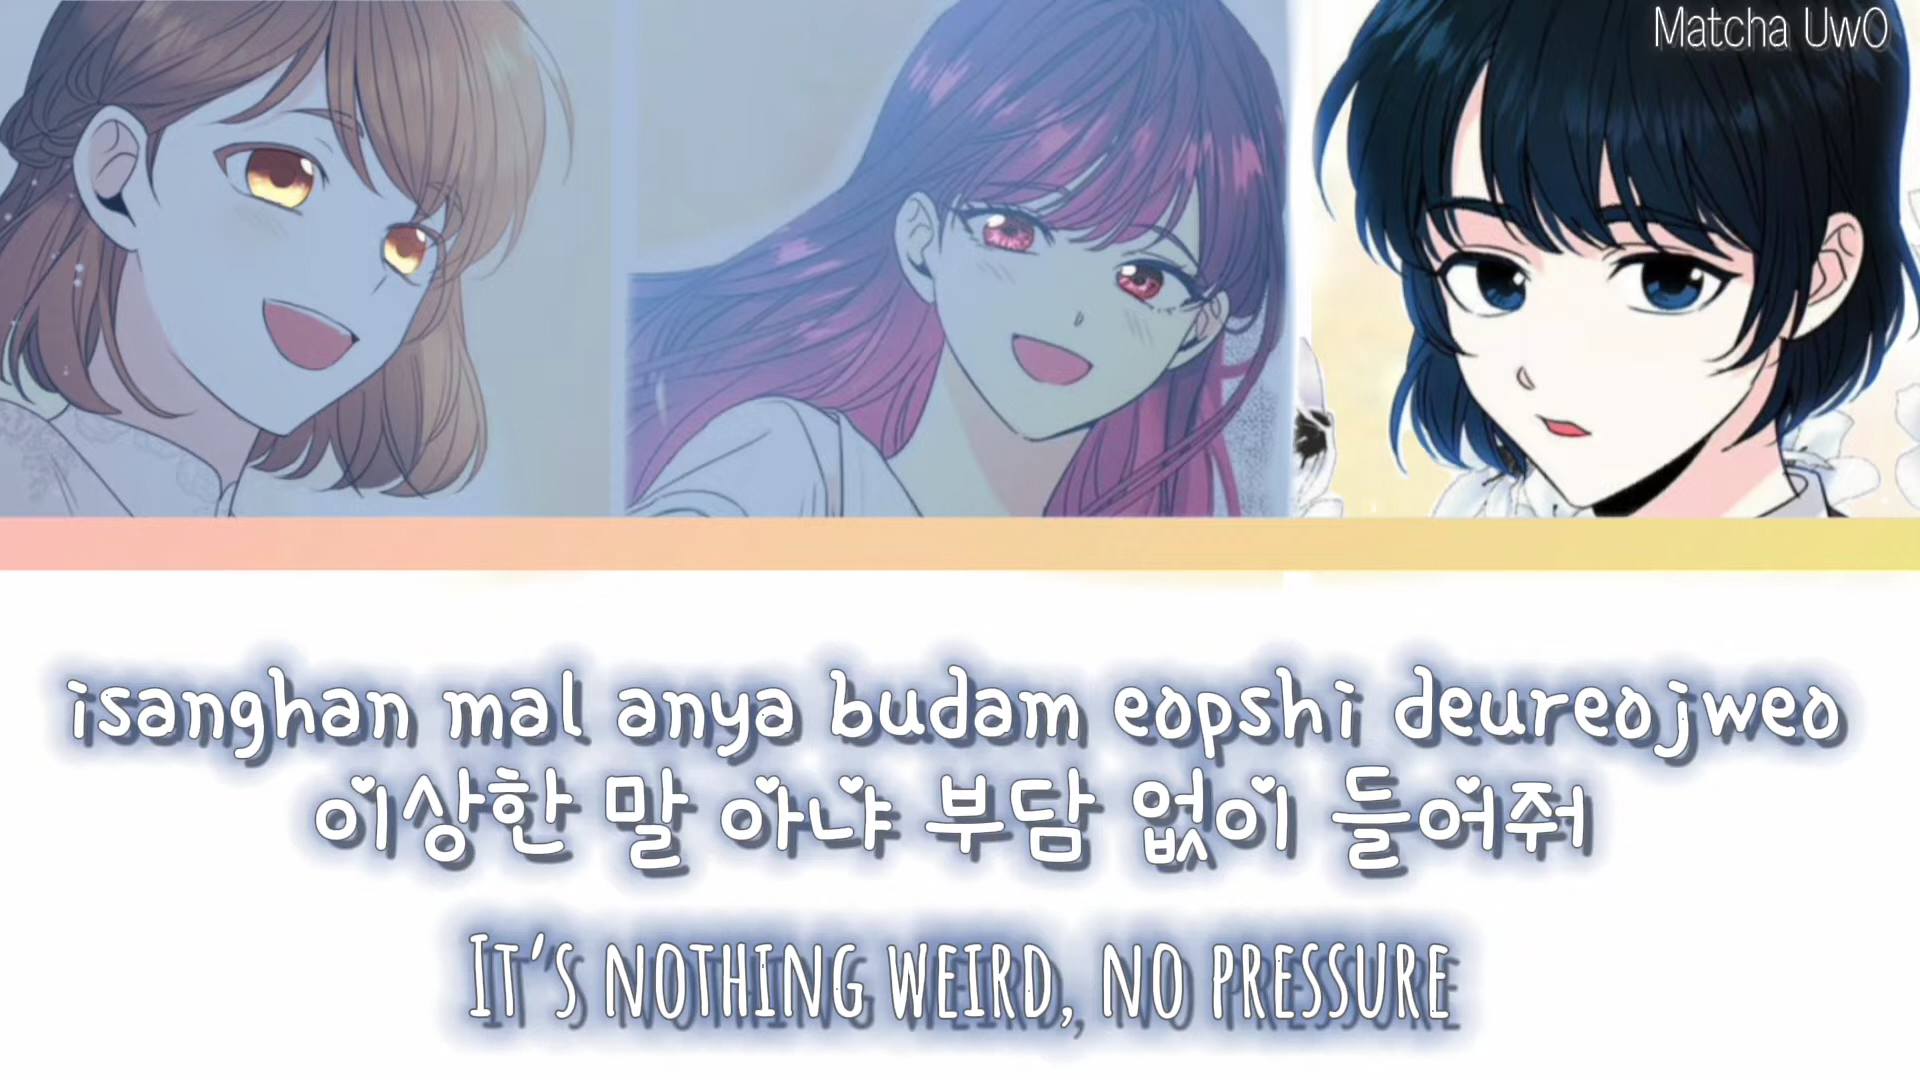 Matcha UwO
isanghan mal anya budam eopshi deureojweo
이상한 말 아냐 부담 없이 들어줘
It's nothing weird, no pressure